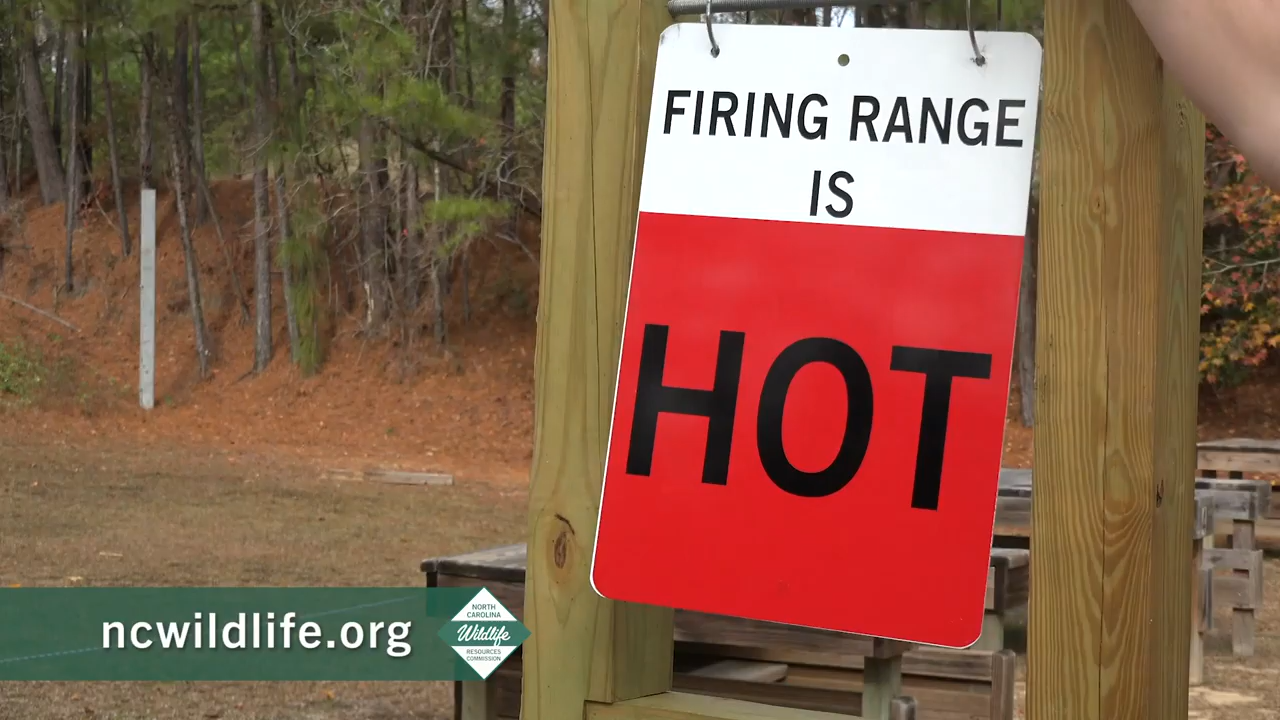 FIRING RANGE
IS
HOT
ncwildlife.org
NORTH
CAROLINA
Wildlife
RESOURCES
COMMISSION